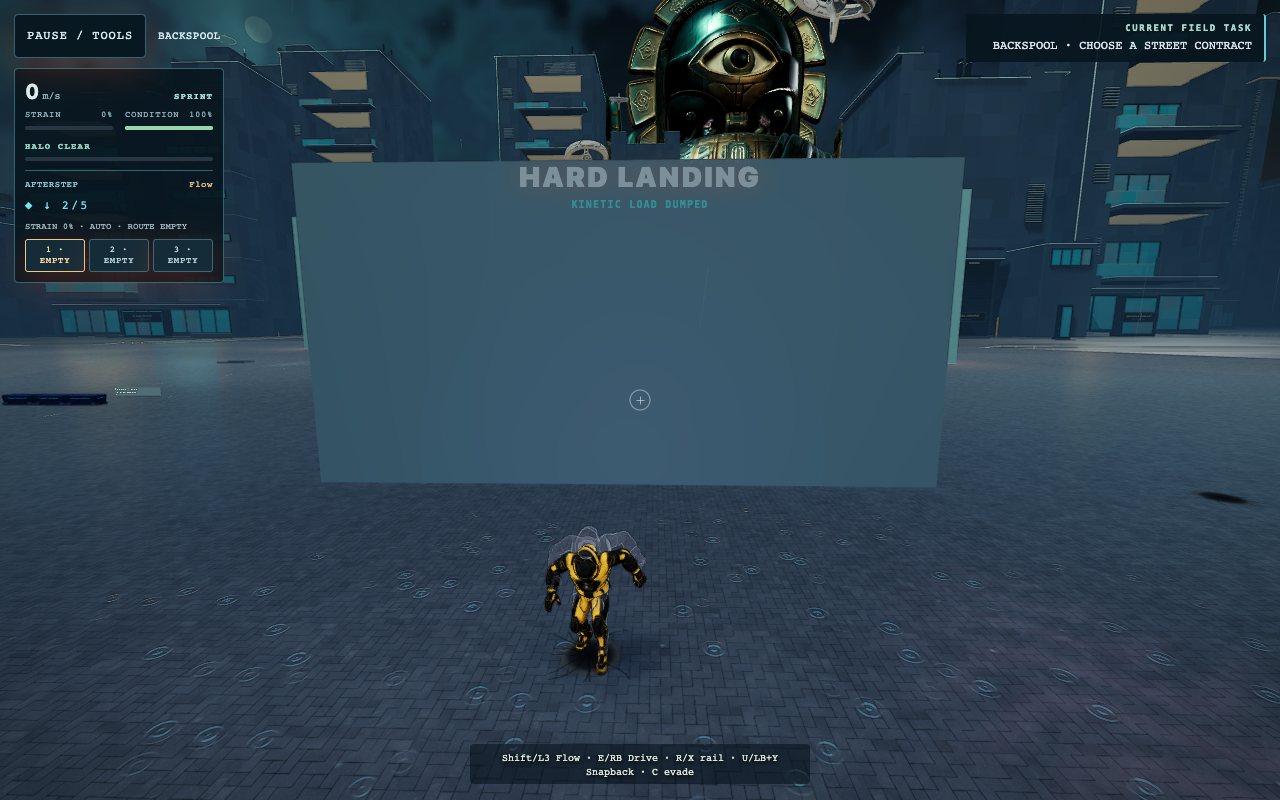 PAUSE / TOOLS
BACKSPOOL
CURRENT FIELD TASK
BACKSPOOL · CHOOSE A STREET CONTRACT
0 m/s
SPRINT
STRAIN 0%
CONDITION 100%
HALO CLEAR
AFTERSTEP
Flow
◆ ↓ 2/5
STRAIN 0% · AUTO · ROUTE EMPTY
1 · EMPTY
2 · EMPTY
3 · EMPTY
HARD LANDING
KINETIC LOAD DUMPED
Shift/L3 Flow · E/RB Drive · R/X rail · U/LB+Y
Snapback · C evade